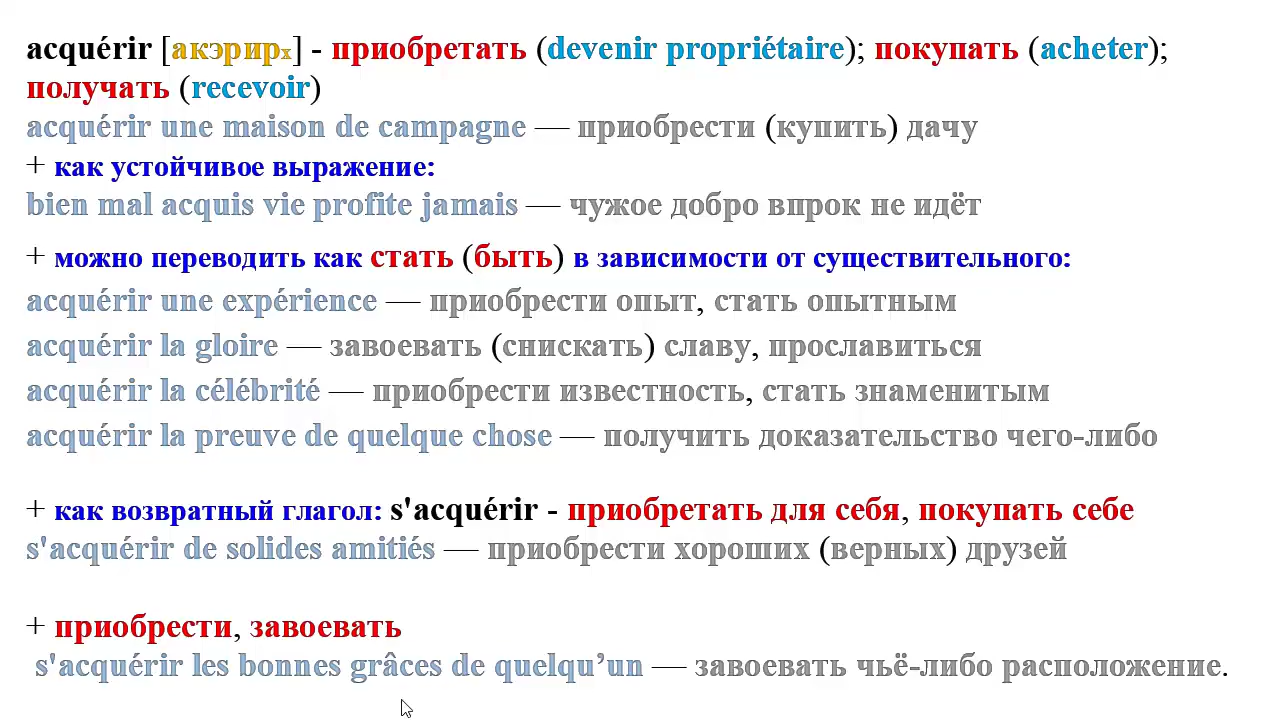 acquérir [акэрирх] - приобретать (devenir propriétaire); покупать (acheter);
получать (recevoir)
acquérir une maison de campagne — приобрести (купить) дачу
+ как устойчивое выражение:
bien mal acquis vie profite jamais — чужое добро впрок не идёт
+ можно переводить как стать (быть) в зависимости от существительного:
acquérir une expérience — приобрести опыт, стать опытным
acquérir la gloire — завоевать (снискать) славу, прославиться
acquérir la célébrité — приобрести известность, стать знаменитым
acquérir la preuve de quelque chose — получить доказательство чего-либо
+ как возвратный глагол: s'acquérir - приобретать для себя, покупать себе
s'acquérir de solides amitiés — приобрести хороших (верных) друзей
+ приобрести, завоевать
s'acquérir les bonnes grâces de quelqu’un — завоевать чьё-либо расположение.